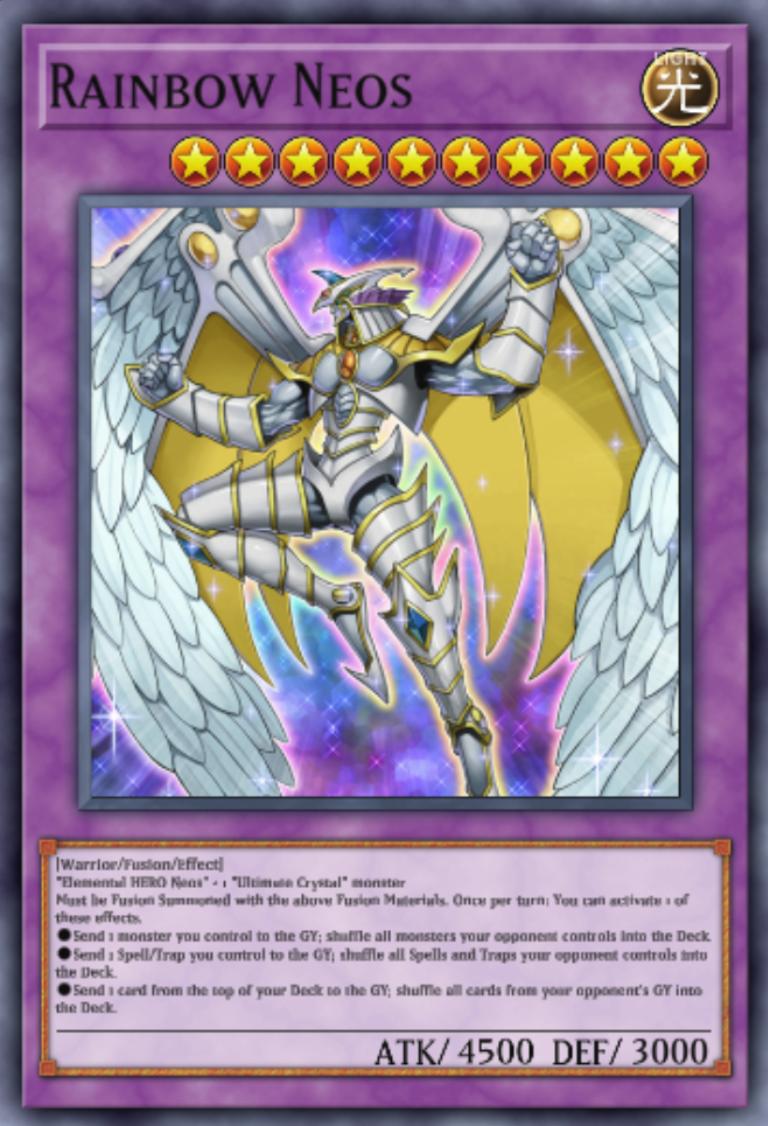 RAINBOW NEOS
LIGHT
光
[Warrior/Fusion/Effect]
"Elemental HERO Neos" + 1 "Ultimate Crystal" monster
Must be Fusion Summoned with the above Fusion Materials. Once per turn: You can activate 1 of
these effects.
●Send 1 monster you control to the GY; shuffle all monsters your opponent controls into the Deck.
●Send 1 Spell/Trap you control to the GY; shuffle all Spells and Traps your opponent controls into
the Deck.
●Send 1 card from the top of your Deck to the GY; shuffle all cards from your opponent's GY into
the Deck.
ATK/ 4500 DEF/ 3000